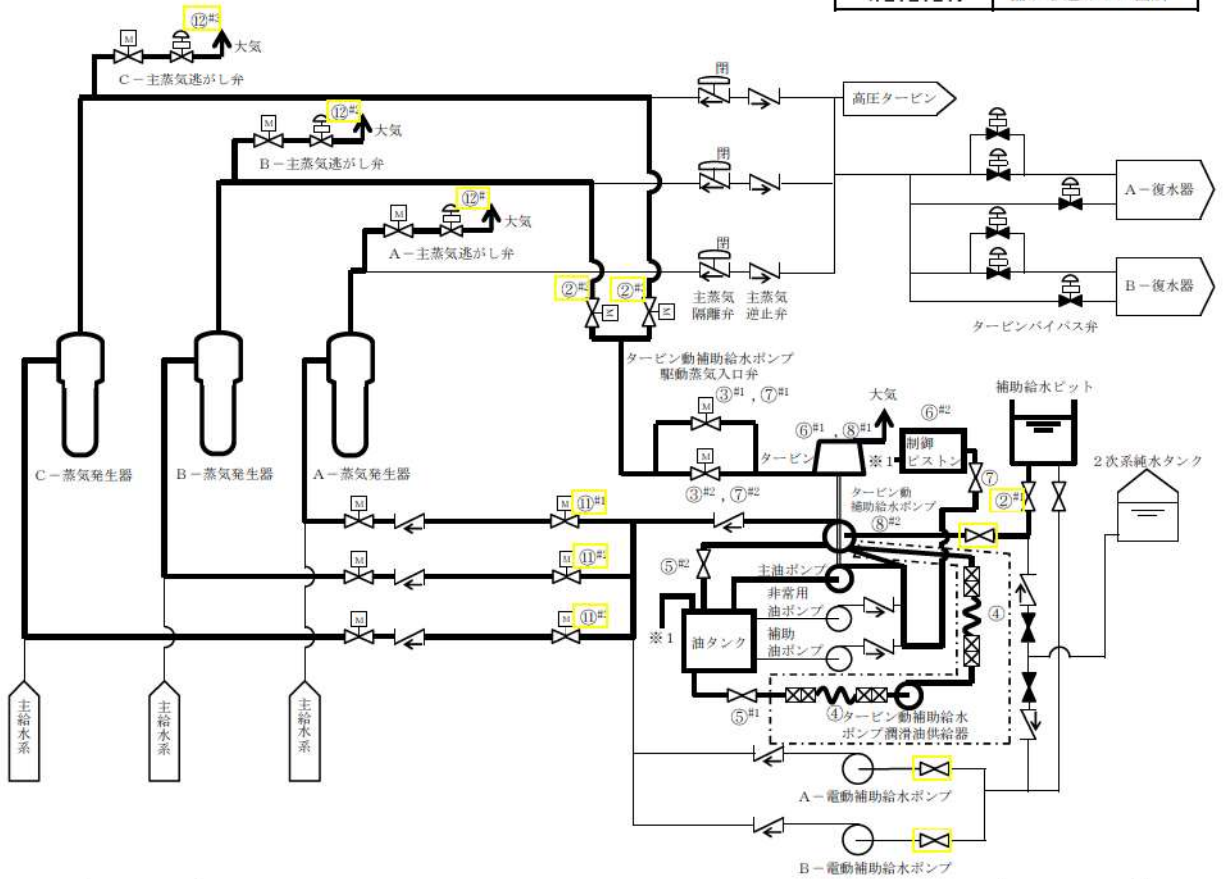 ⑫#3
M
大気
C－主蒸気逃がし弁
閉
高圧タービン
⑫#2
M
大気
B－主蒸気逃がし弁
閉
A－復水器
⑫#
M
大気
A－主蒸気逃がし弁
閉
B－復水器
②#
②#
M
M
主蒸気
隔離弁
主蒸気
逆止弁
タービンバイパス弁
タービン動補助給水ポンプ
駆動蒸気入口弁
③#1 , ⑦#1
M
M
③#2 , ⑦#2
大気
⑥#1 , ⑧#1
タービン
⑥#2
制御
ピストン
※1
⑦
補助給水ピット
2次系純水タンク
②#1
タービン動
補助給水ポンプ
⑧#2
C－蒸気発生器
B－蒸気発生器
A－蒸気発生器
M
M
⑪#1
M
M
⑪#2
M
M
⑪#3
⑤#2
主油ポンプ
非常用
油ポンプ
補助
油ポンプ
※1
油タンク
④
⑤#1
④
タービン動補助給水
ポンプ潤滑油供給器
主給水系
主給水系
主給水系
A－電動補助給水ポンプ
B－電動補助給水ポンプ